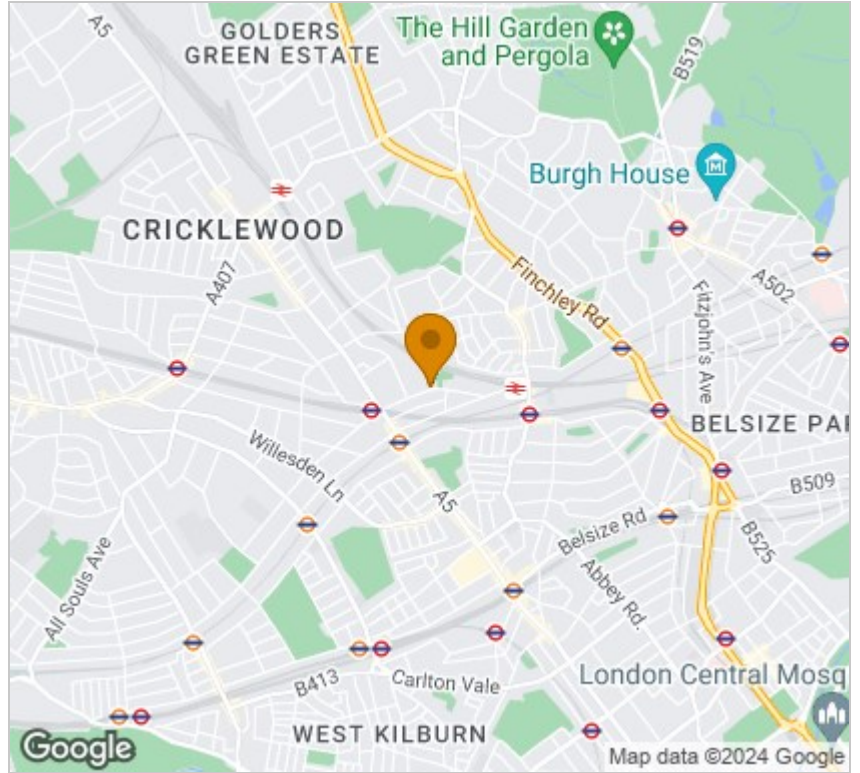 A5
GOLDERS
GREEN ESTATE
The Hill Garden
and Pergola
B519
Burgh House
CRICKLEWOOD
A407
Finchley Rd
A502
Fitzjohn's Ave
BELSIZE PAR
Willesden Ln
A5
B509
Belsize Rd
B525
Abbey Rd.
All Souls Ave
B413
Carlton Vale
London Central Mosq
WEST KILBURN
Google
Map data ©2024 Google